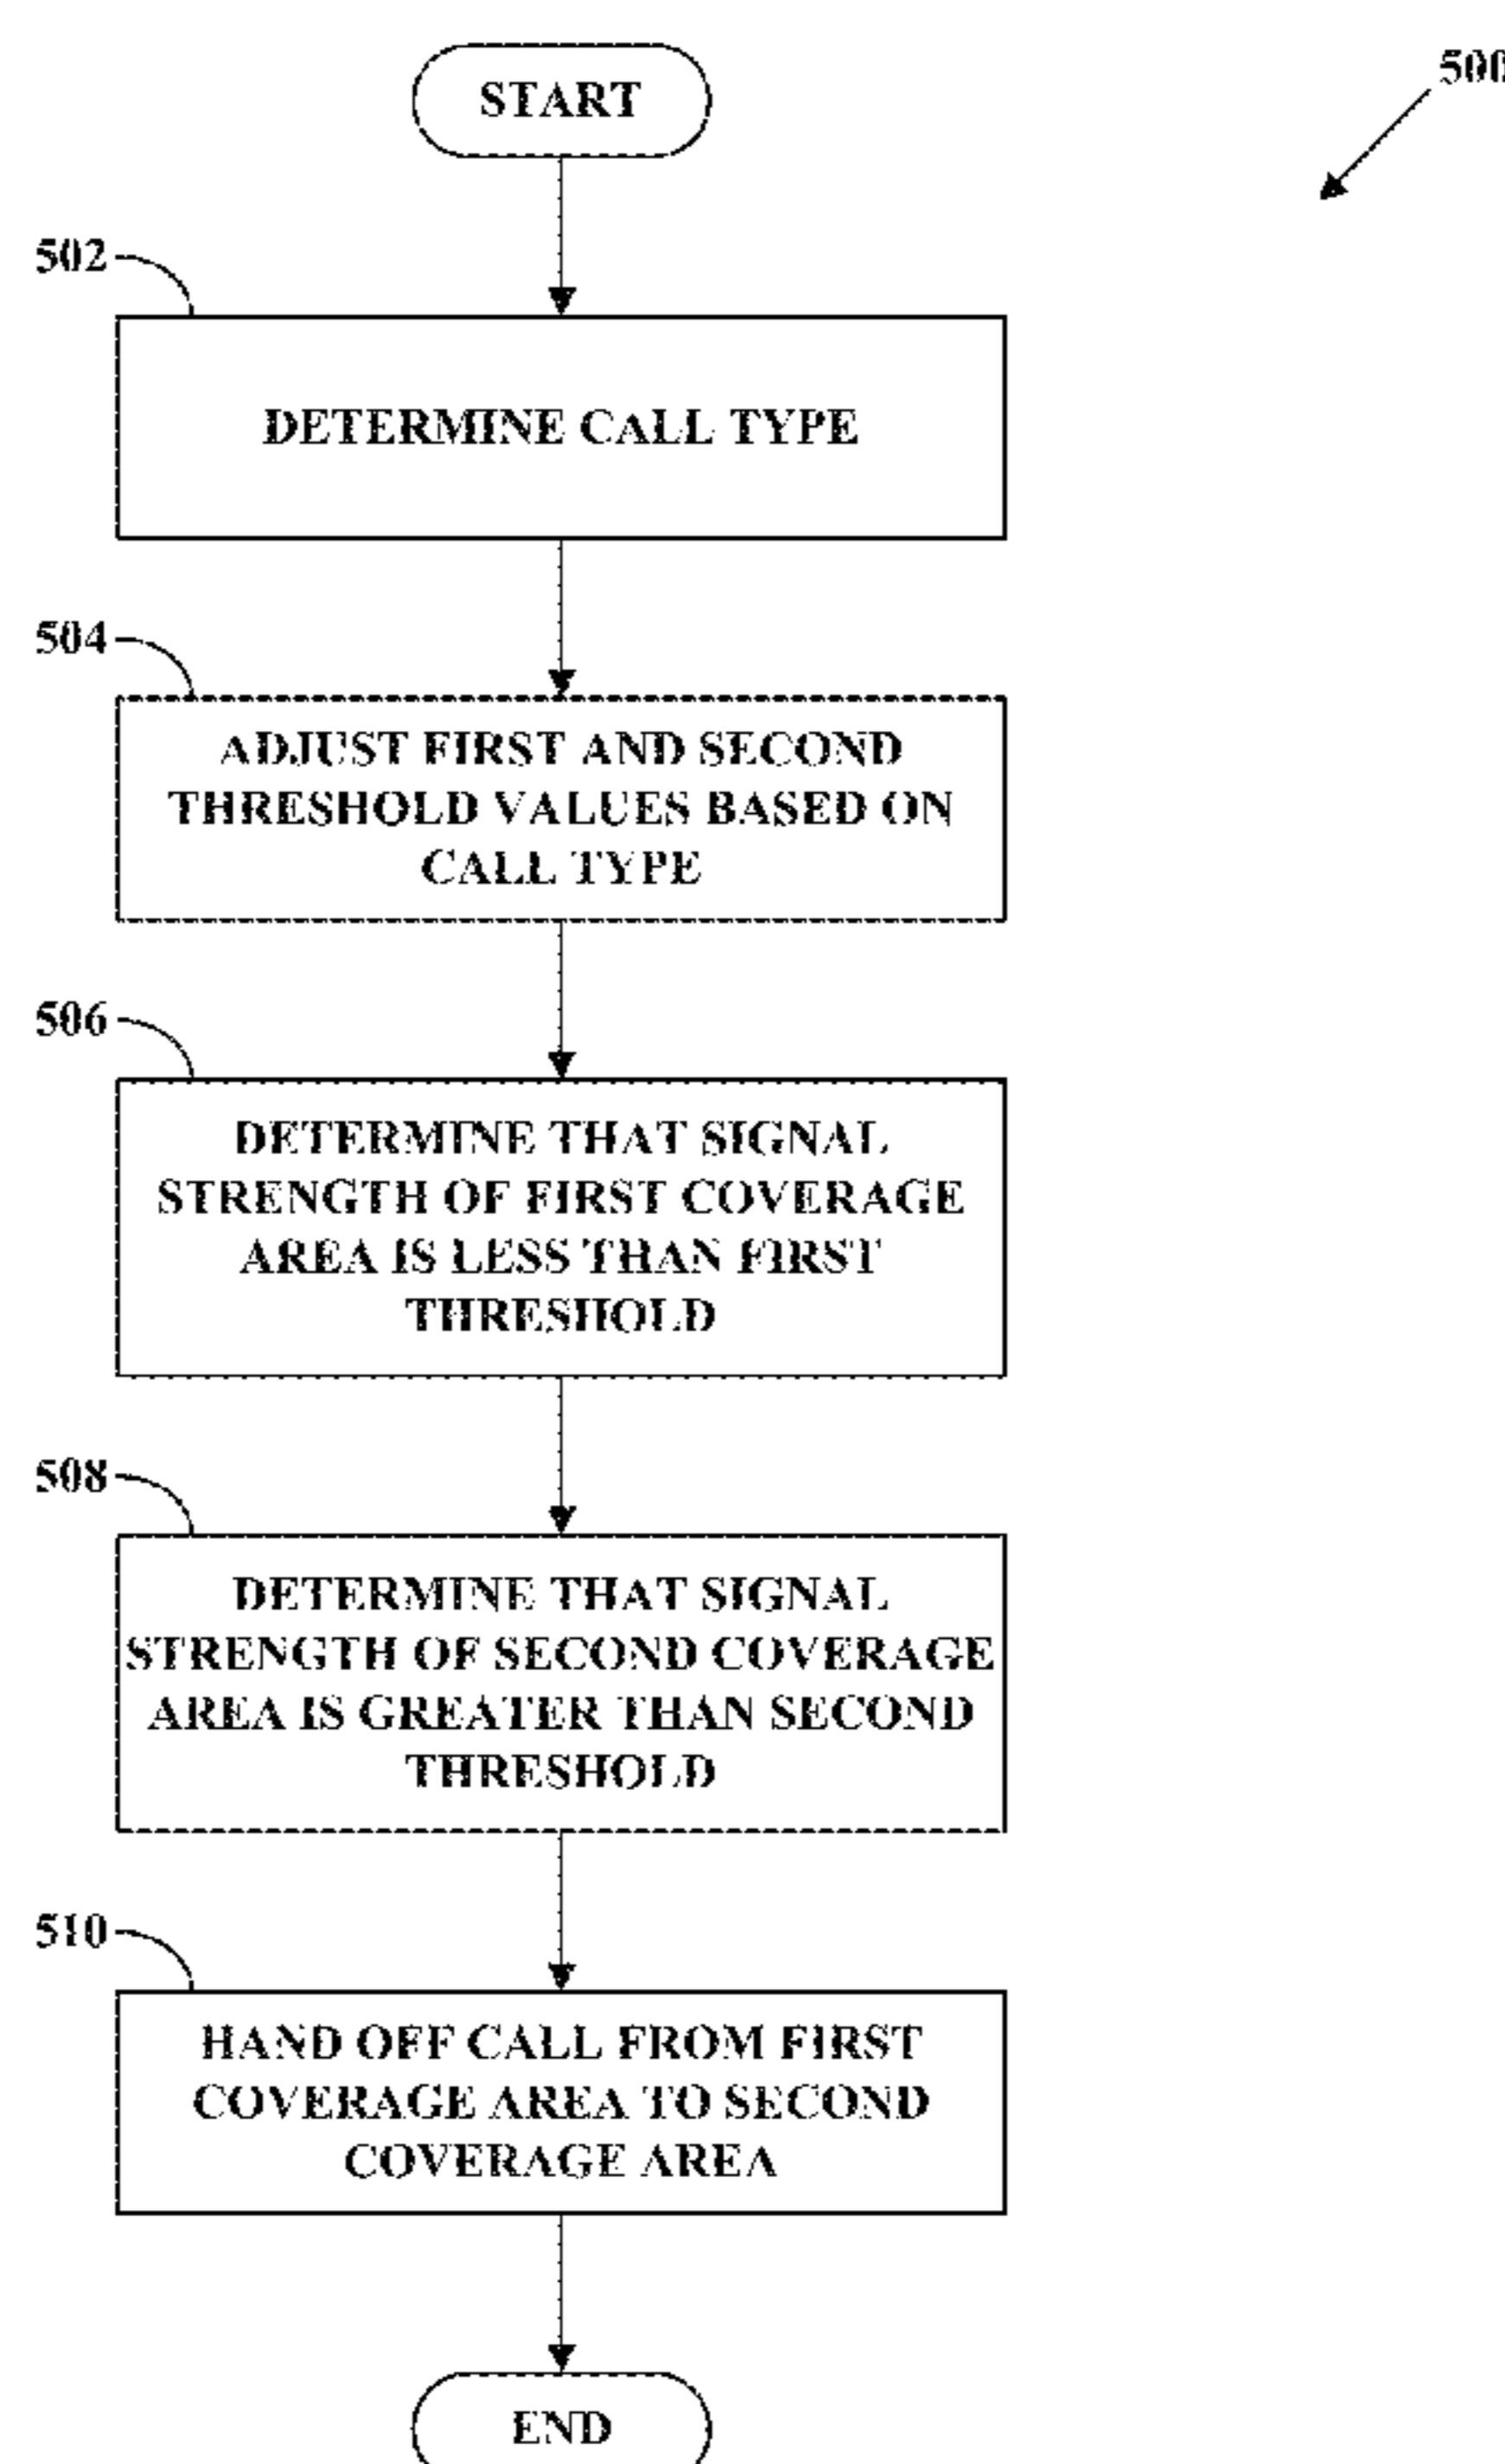 START
500
502
DETERMINE CALL TYPE
504
ADJUST FIRST AND SECOND
THRESHOLD VALUES BASED ON
CALL TYPE
506
DETERMINE THAT SIGNAL
STRENGTH OF FIRST COVERAGE
AREA IS LESS THAN FIRST
THRESHOLD
508
DETERMINE THAT SIGNAL
STRENGTH OF SECOND COVERAGE
AREA IS GREATER THAN SECOND
THRESHOLD
510
HAND OFF CALL FROM FIRST
COVERAGE AREA TO SECOND
COVERAGE AREA
END